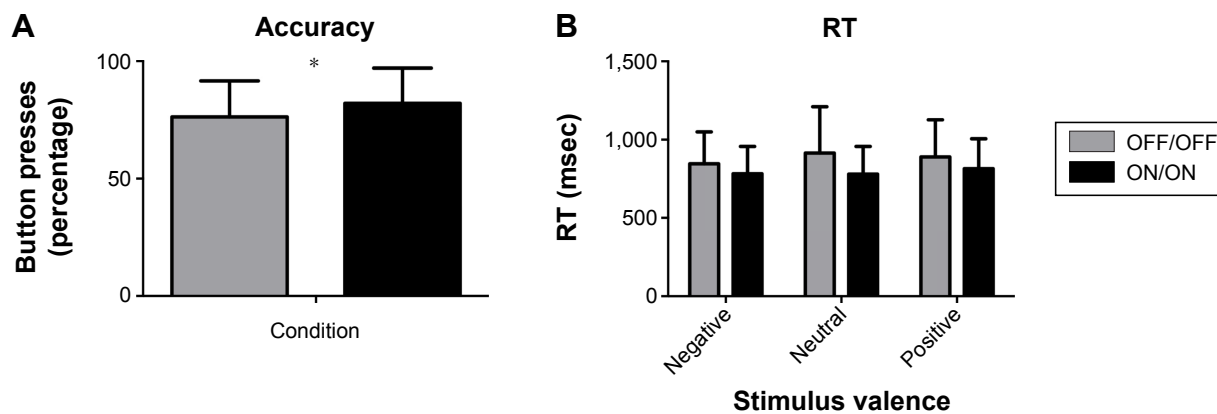 A
Accuracy
Button presses
(percentage)
100
50
0
*
Condition
B
RT
RT (msec)
1,500
1,000
500
0
Negative
Neutral
Positive
Stimulus valence
OFF/OFF
ON/ON